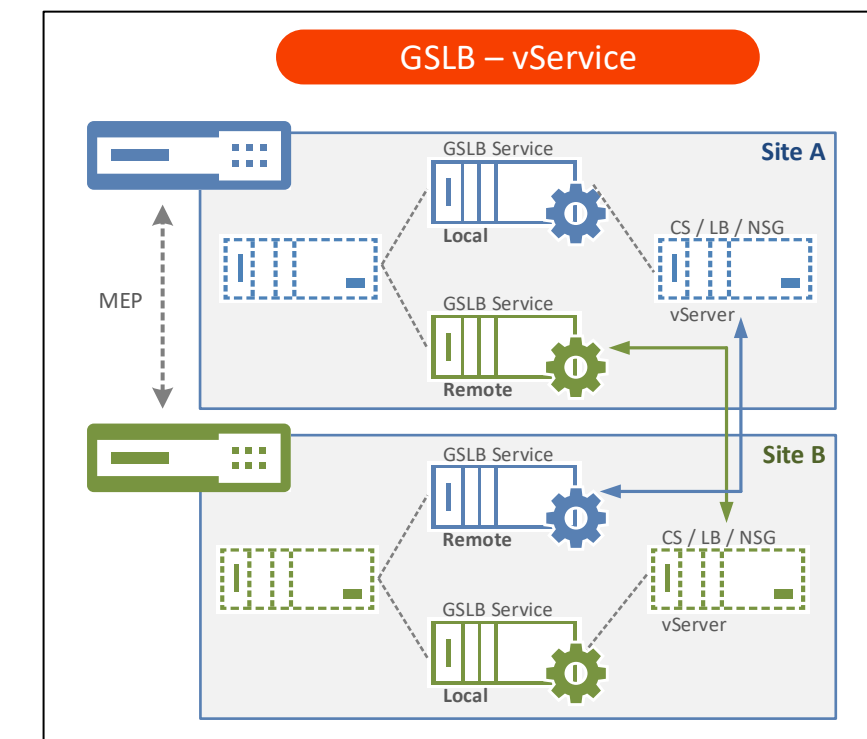 GSLB – vService
Site A
GSLB Service
Local
CS / LB / NSG
vServer
MEP
GSLB Service
Remote
Site B
GSLB Service
Remote
CS / LB / NSG
vServer
GSLB Service
Local